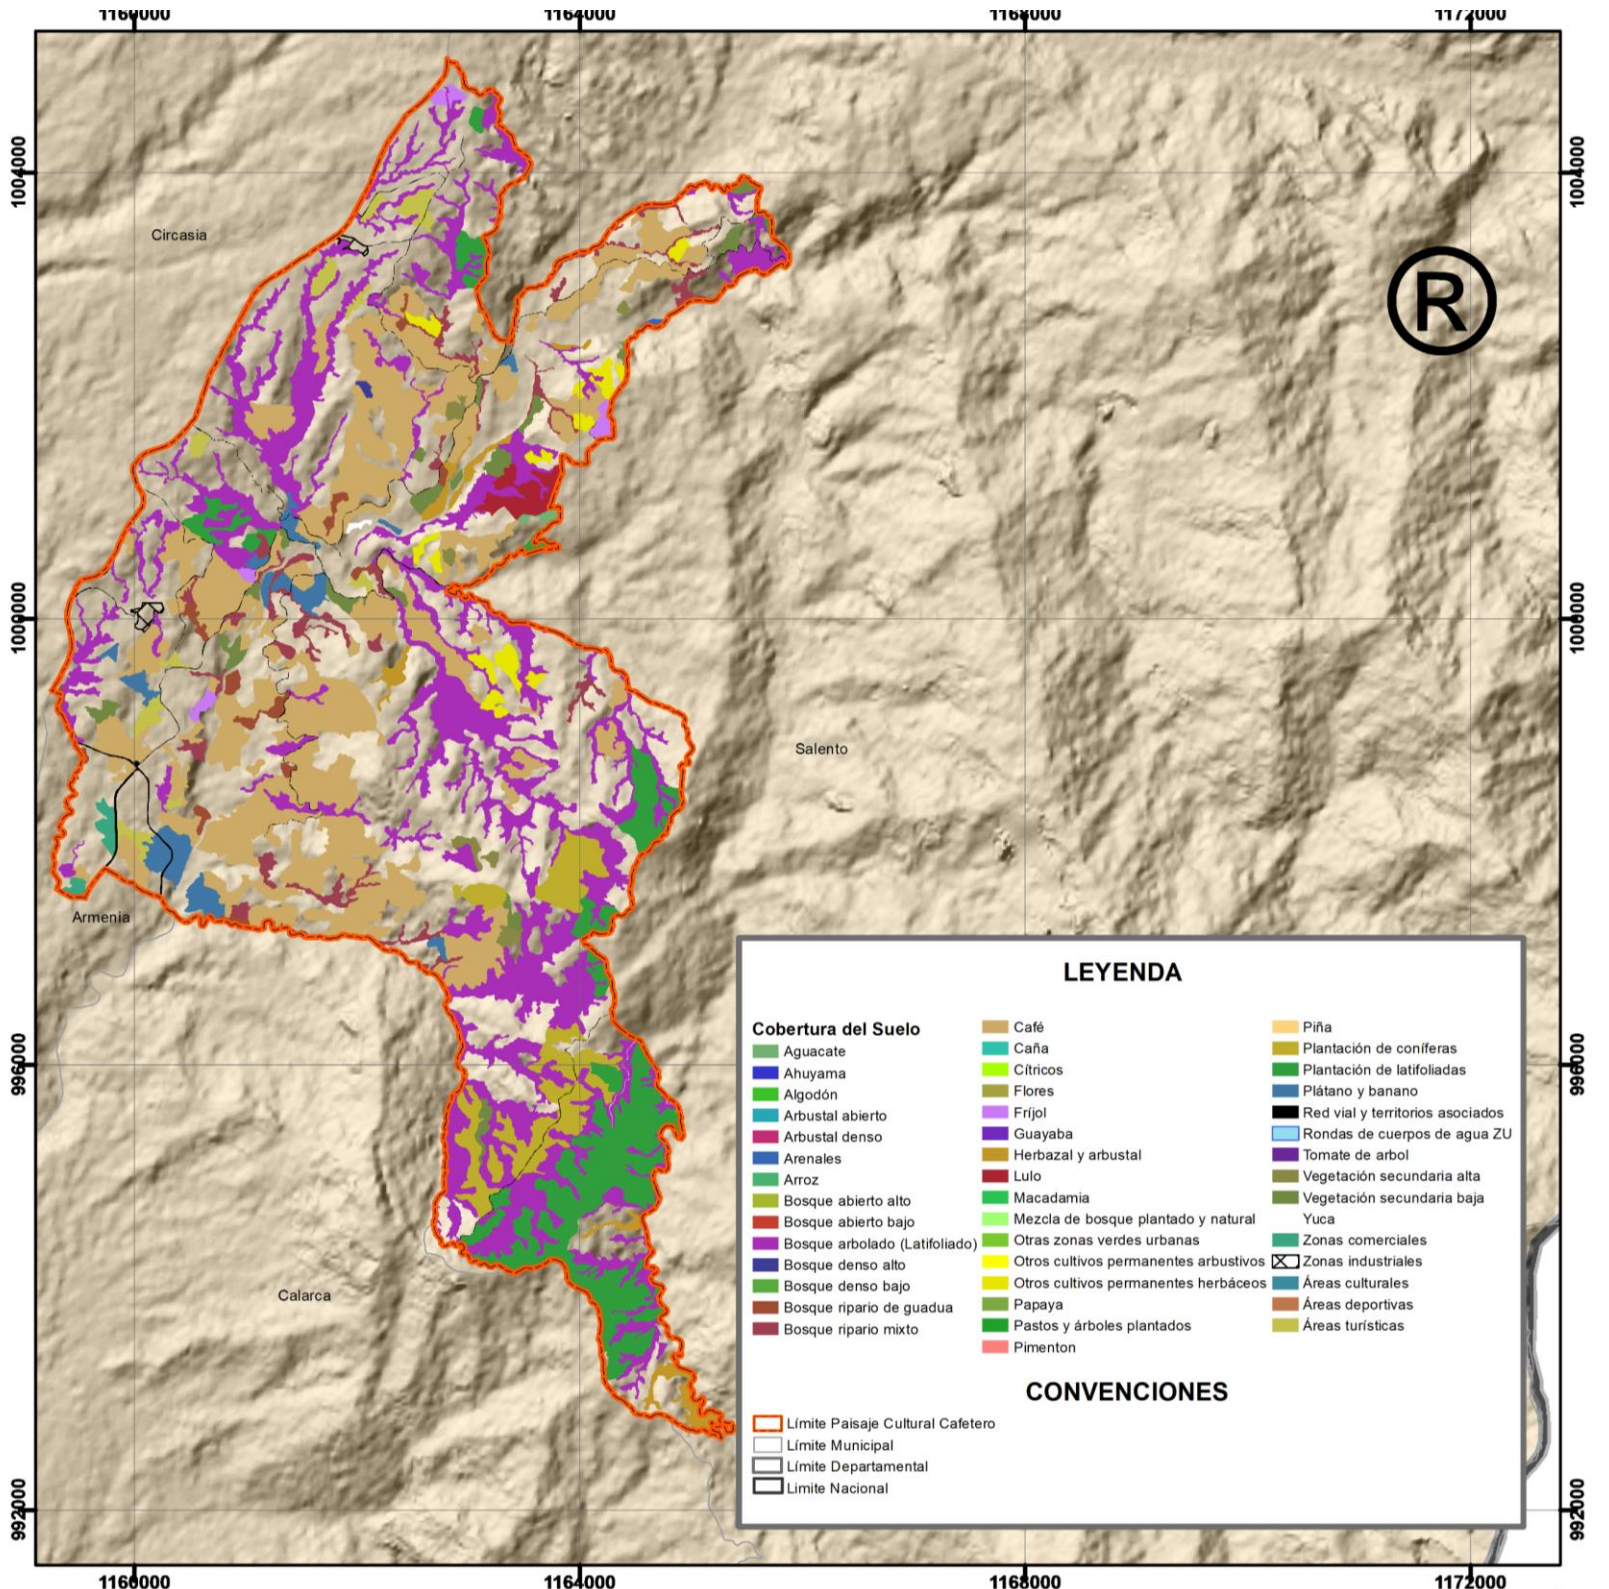 1160000
1164000
1168000
1172000
1004000
1004000
Circasia
R
1000000
1000000
Salento
Armenia
996000
996000
Calarca
992000
992000
LEYENDA
Cobertura del Suelo
Aguacate
Ahuyama
Algodón
Arbustal abierto
Arbustal denso
Arenales
Arroz
Bosque abierto alto
Bosque abierto bajo
Bosque arbolado (Latifoliado)
Bosque denso alto
Bosque denso bajo
Bosque ripario de guadua
Bosque ripario mixto
Café
Caña
Cítricos
Flores
Fríjol
Guayaba
Herbazal y arbustal
Lulo
Macadamia
Mezcla de bosque plantado y natural
Otras zonas verdes urbanas
Otros cultivos permanentes arbustivos
Otros cultivos permanentes herbáceos
Papaya
Pastos y árboles plantados
Pimenton
Piña
Plantación de coníferas
Plantación de latifoliadas
Plátano y banano
Red vial y territorios asociados
Rondas de cuerpos de agua ZU
Tomate de arbol
Vegetación secundaria alta
Vegetación secundaria baja
Yuca
Zonas comerciales
Zonas industriales
Áreas culturales
Áreas deportivas
Áreas turísticas
CONVENCIONES
Límite Paisaje Cultural Cafetero
Límite Municipal
Límite Departamental
Limite Nacional
1160000
1164000
1168000
1172000